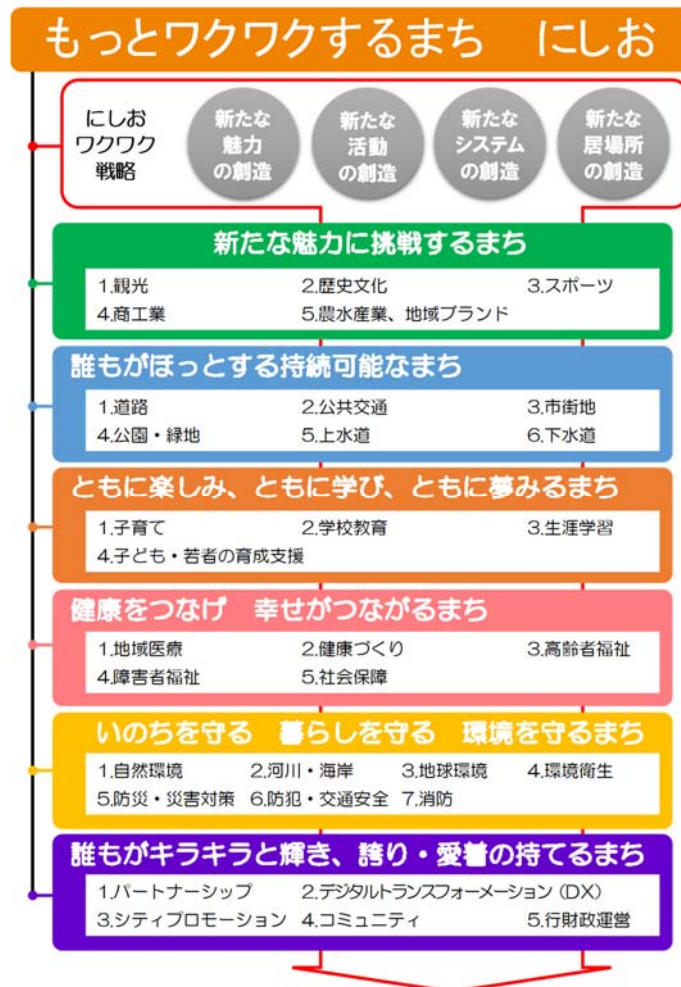 もっとワクワクするまち　にしお
にしお
ワクワク
戦略
新たな
魅力
の創造
新たな
活動
の創造
新たな
システム
の創造
新たな
居場所
の創造
新たな魅力に挑戦するまち
1.観光　2.歴史文化　3.スポーツ
4.商工業　5.農水産業、地域ブランド
誰もがほっとする持続可能なまち
1.道路　2.公共交通　3.市街地
4.公園・緑地　5.上水道　6.下水道
ともに楽しみ、ともに学び、ともに夢みるまち
1.子育て　2.学校教育　3.生涯学習
4.子ども・若者の育成支援
健康をつなげ　幸せがつながるまち
1.地域医療　2.健康づくり　3.高齢者福祉
4.障害者福祉　5.社会保障
いのちを守る　暮らしを守る　環境を守るまち
1.自然環境　2.河川・海岸　3.地球環境　4.環境衛生
5.防災・災害対策　6.防犯・交通安全　7.消防
誰もがキラキラと輝き、誇り・愛着の持てるまち
1.パートナーシップ　2.デジタルトランスフォーメーション（DX）
3.シティプロモーション　4.コミュニティ　5.行財政運営